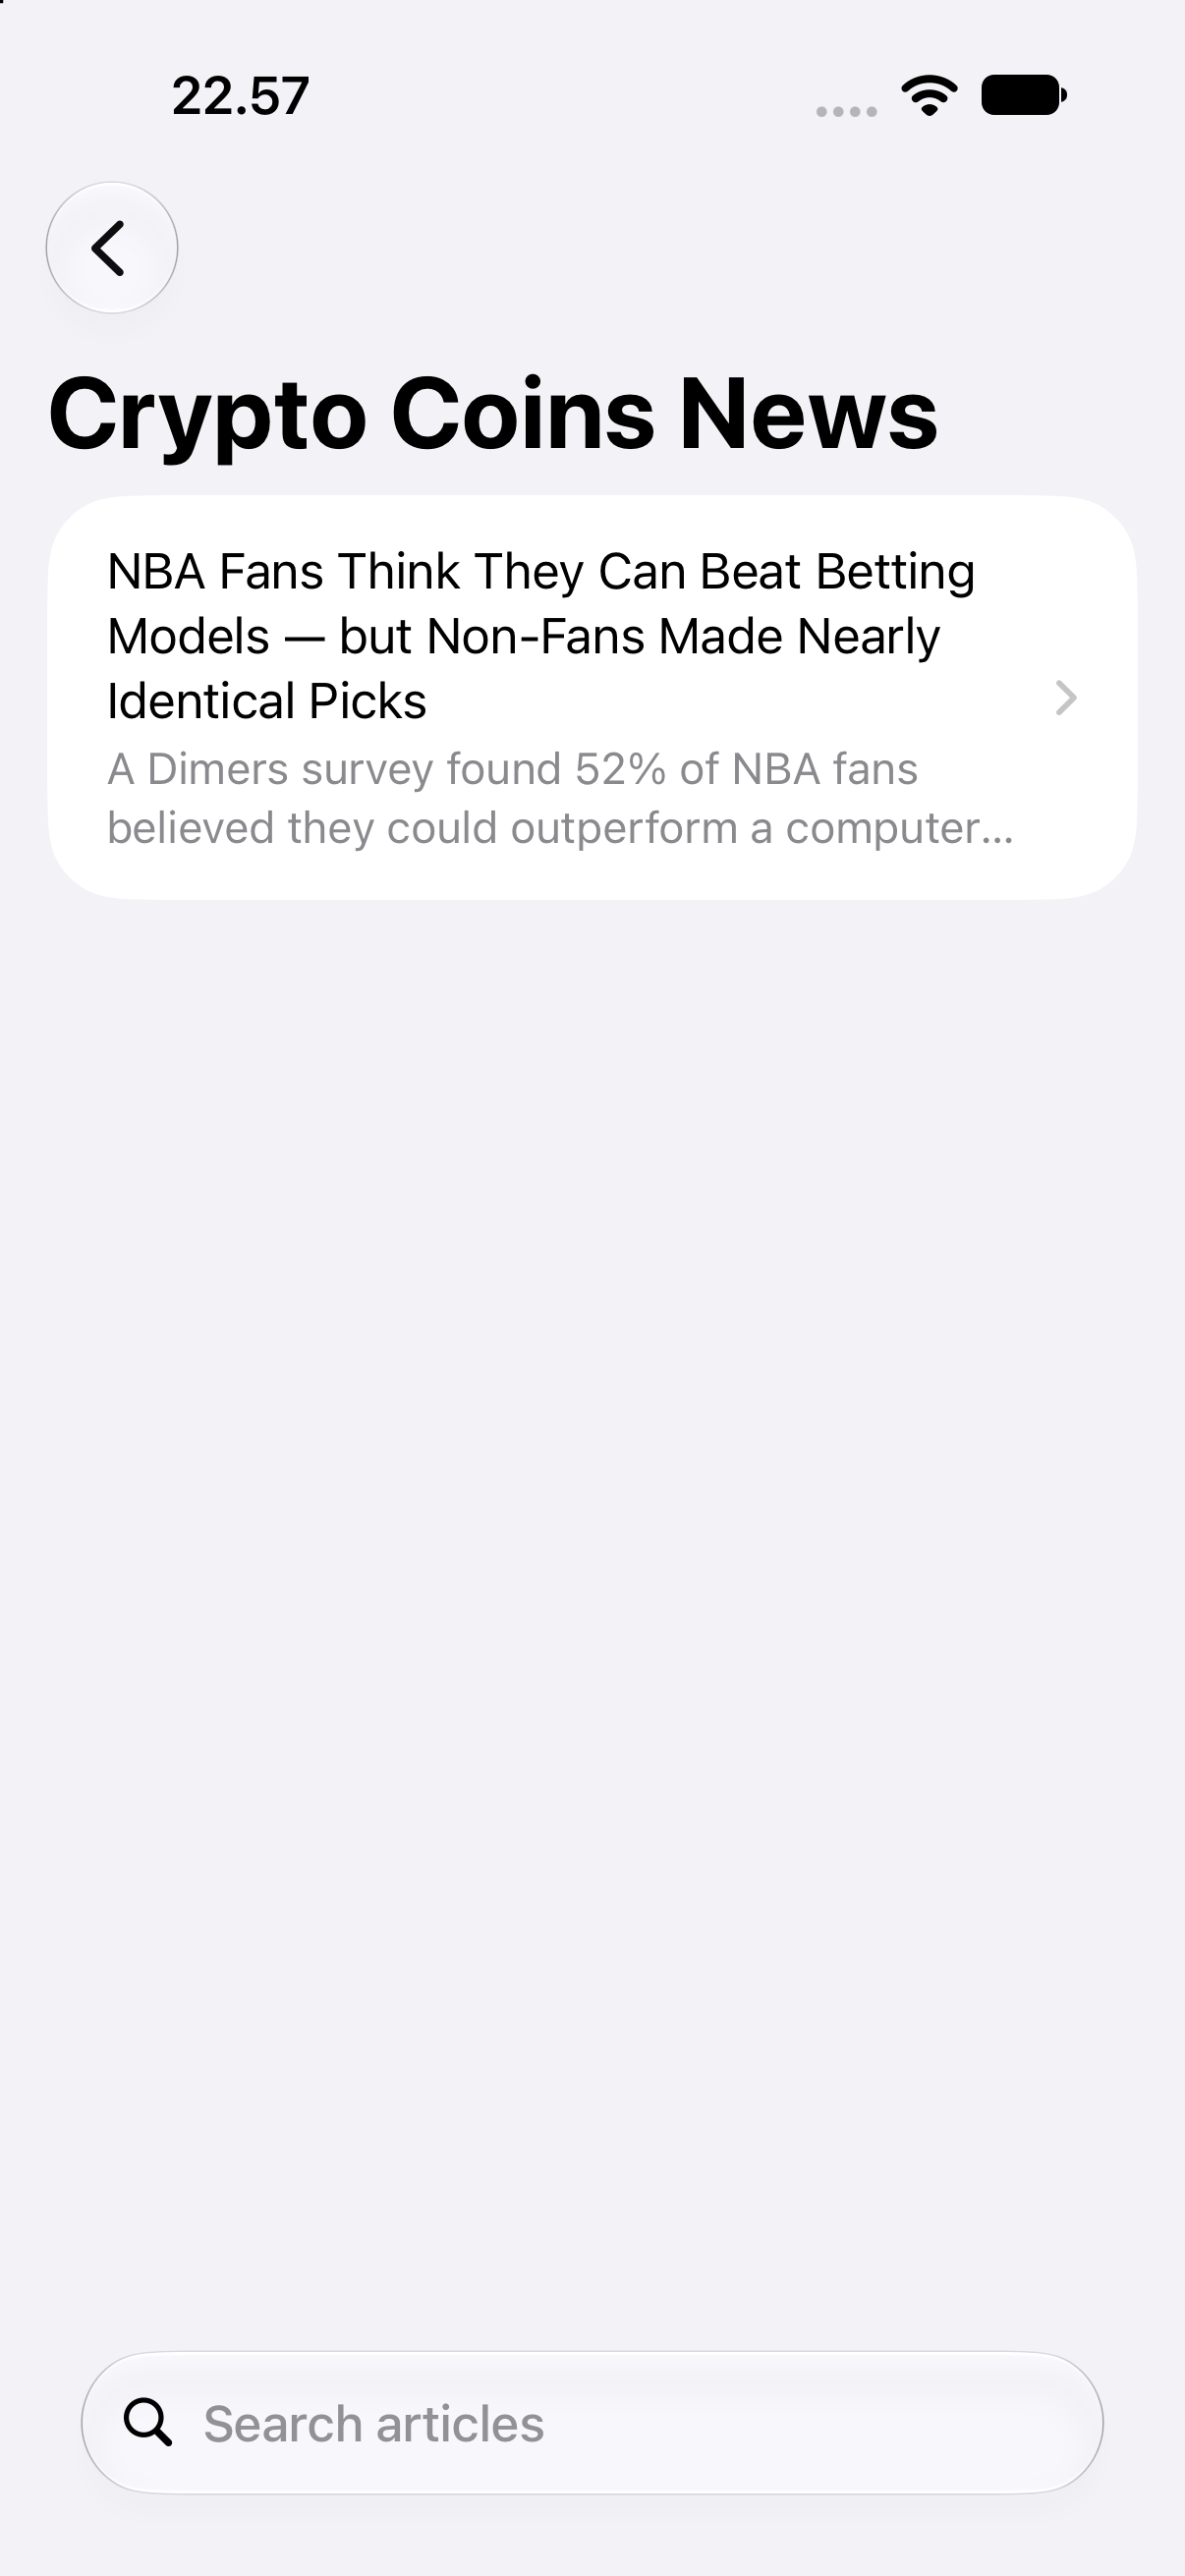 22.57
Crypto Coins News
NBA Fans Think They Can Beat Betting
Models — but Non-Fans Made Nearly
Identical Picks
A Dimers survey found 52% of NBA fans
believed they could outperform a computer...
Search articles